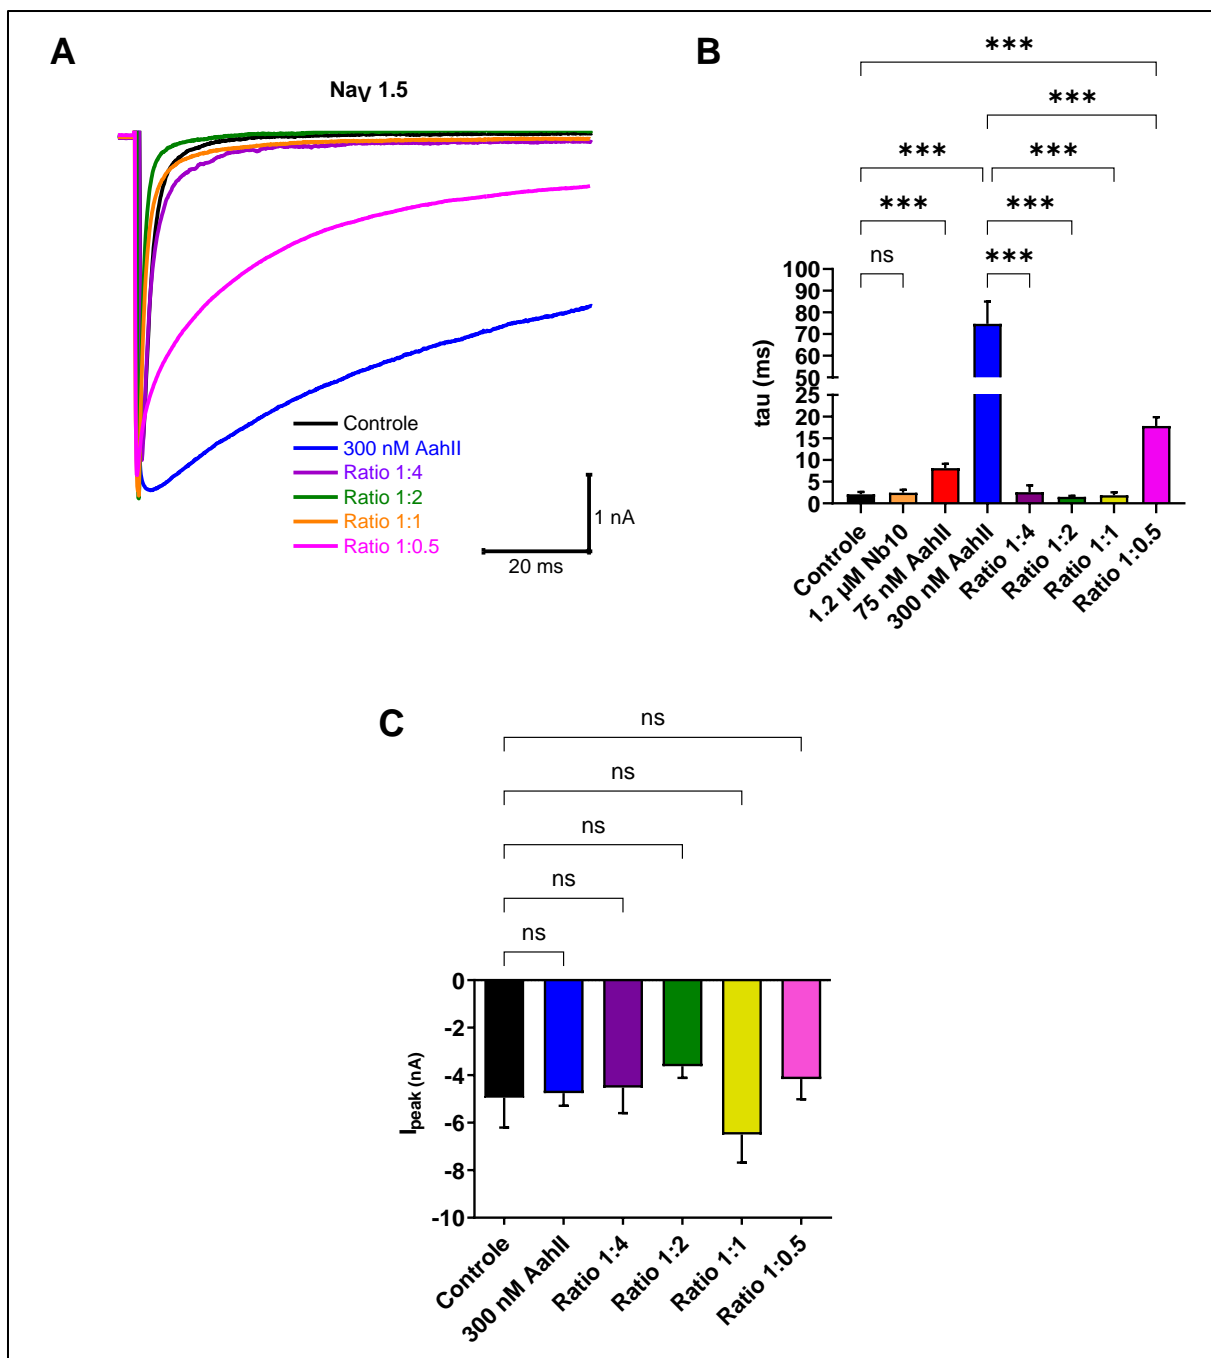 A
Nav 1.5
Controle
300 nM AahII
Ratio 1:4
Ratio 1:2
Ratio 1:1
Ratio 1:0.5
1 nA
20 ms
B
***
***
*** ***
*** ***
ns ***
100
90
80
70
60
50
25
20
15
10
5
0
tau (ms)
Controle
1.2 µM Nb10
75 nM AahII
300 nM AahII
Ratio 1:4
Ratio 1:2
Ratio 1:1
Ratio 1:0.5
C
ns
ns
ns
ns
ns
0
-2
-4
-6
-8
-10
Ipeak (nA)
Controle
300 nM AahII
Ratio 1:4
Ratio 1:2
Ratio 1:1
Ratio 1:0.5